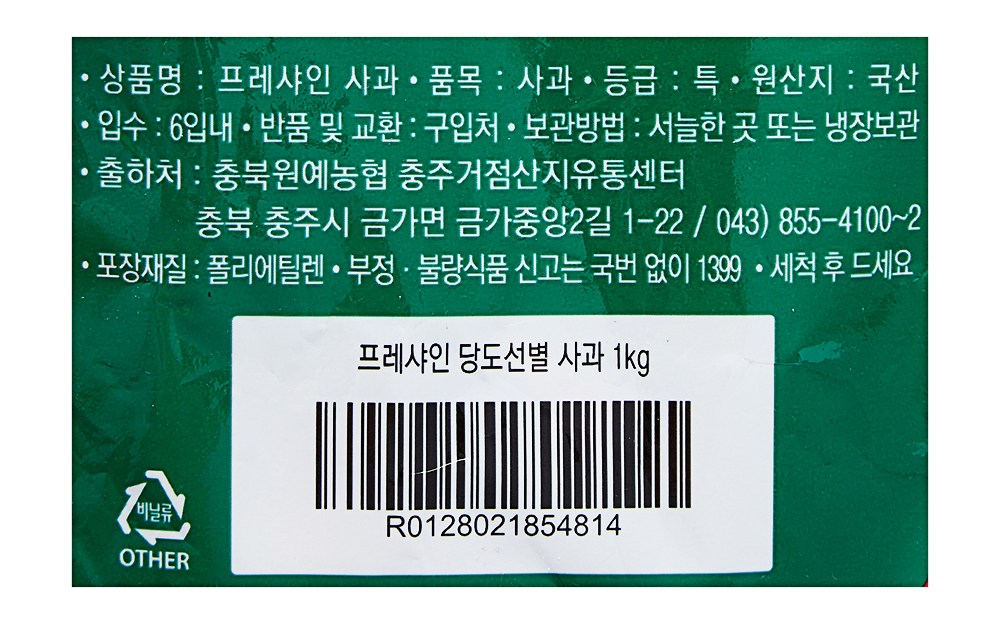 • 상품명 : 프레샤인 사과 • 품목 : 사과 • 등급 : 특 • 원산지 : 국산
• 입수 : 6입내 • 반품 및 교환 : 구입처 • 보관방법 : 서늘한 곳 또는 냉장보관
• 출하처 : 충북원예농협 충주거점산지유통센터
충북 충주시 금가면 금가중앙2길 1-22 / 043) 855-4100~2
• 포장재질 : 폴리에틸렌 • 부정 · 불량식품 신고는 국번 없이 1399 • 세척 후 드세요
프레샤인 당도선별 사과 1kg
R0128021854814
비닐류
OTHER